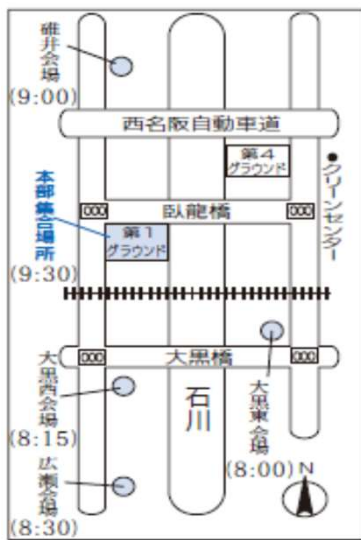 碓井会場
(9:00)
西名阪自動車道
第4
グラウンド
●クリーンセンター
本部集合場所
(9:30)
臥龍橋
第1
グラウンド
大黒橋
大黒西会場
(8:15)
石川
大黒東会場
(8:00)
広瀬会場
(8:30)
N